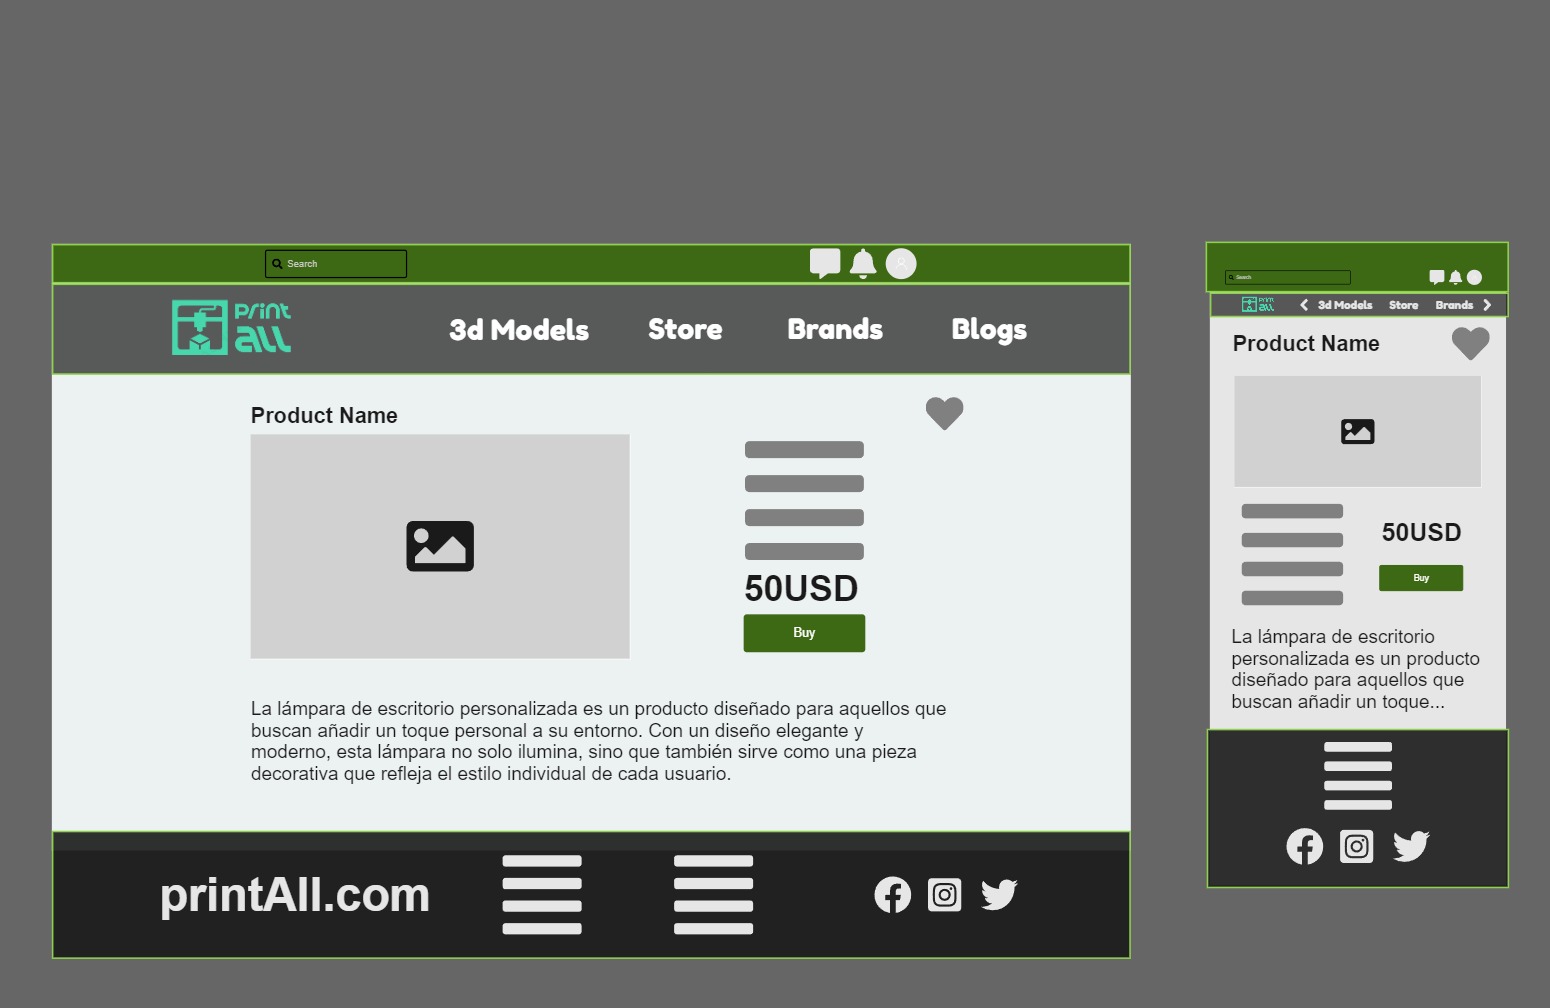 Search
print
all
3d Models Store Brands Blogs
Product Name
50USD
Buy
La lámpara de escritorio personalizada es un producto diseñado para aquellos que
buscan añadir un toque personal a su entorno. Con un diseño elegante y
moderno, esta lámpara no solo ilumina, sino que también sirve como una pieza
decorativa que refleja el estilo individual de cada usuario.
printAll.com
Search
print
all
3d Models Store Brands
Product Name
50USD
Buy
La lámpara de escritorio
personalizada es un producto
diseñado para aquellos que
buscan añadir un toque...